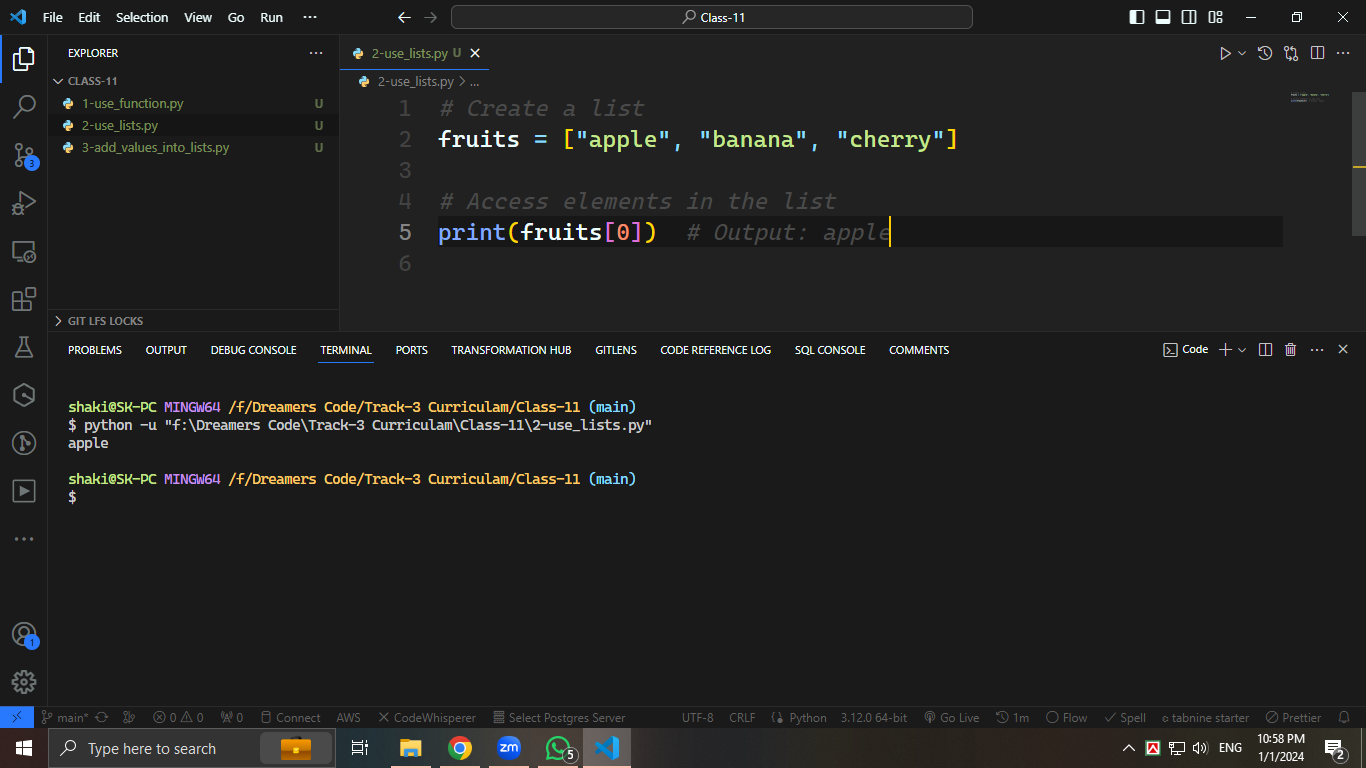 File Edit Selection View Go Run ··· Class-11
EXPLORER ···
CLASS-11
1-use_function.py U
2-use_lists.py U
3-add_values_into_lists.py U
GIT LFS LOCKS
2-use_lists.py U
2-use_lists.py > ...
1 # Create a list
2 fruits = ["apple", "banana", "cherry"]
3
4 # Access elements in the list
5 print(fruits[0])  # Output: apple
6
3
1
PROBLEMS OUTPUT DEBUG CONSOLE TERMINAL PORTS TRANSFORMATION HUB GITLENS CODE REFERENCE LOG SQL CONSOLE COMMENTS Code
shaki@SK-PC MINGW64 /f/Dreamers Code/Track-3 Curriculam/Class-11 (main)
$ python -u "f:\Dreamers Code\Track-3 Curriculam\Class-11\2-use_lists.py"
apple
shaki@SK-PC MINGW64 /f/Dreamers Code/Track-3 Curriculam/Class-11 (main)
$
main* 0 0 0 Connect AWS CodeWhisperer Select Postgres Server UTF-8 CRLF Python 3.12.0 64-bit Go Live 1m Flow Spell tabnine starter Prettier
Type here to search zm 5 ENG 10:58 PM
1/1/2024 2